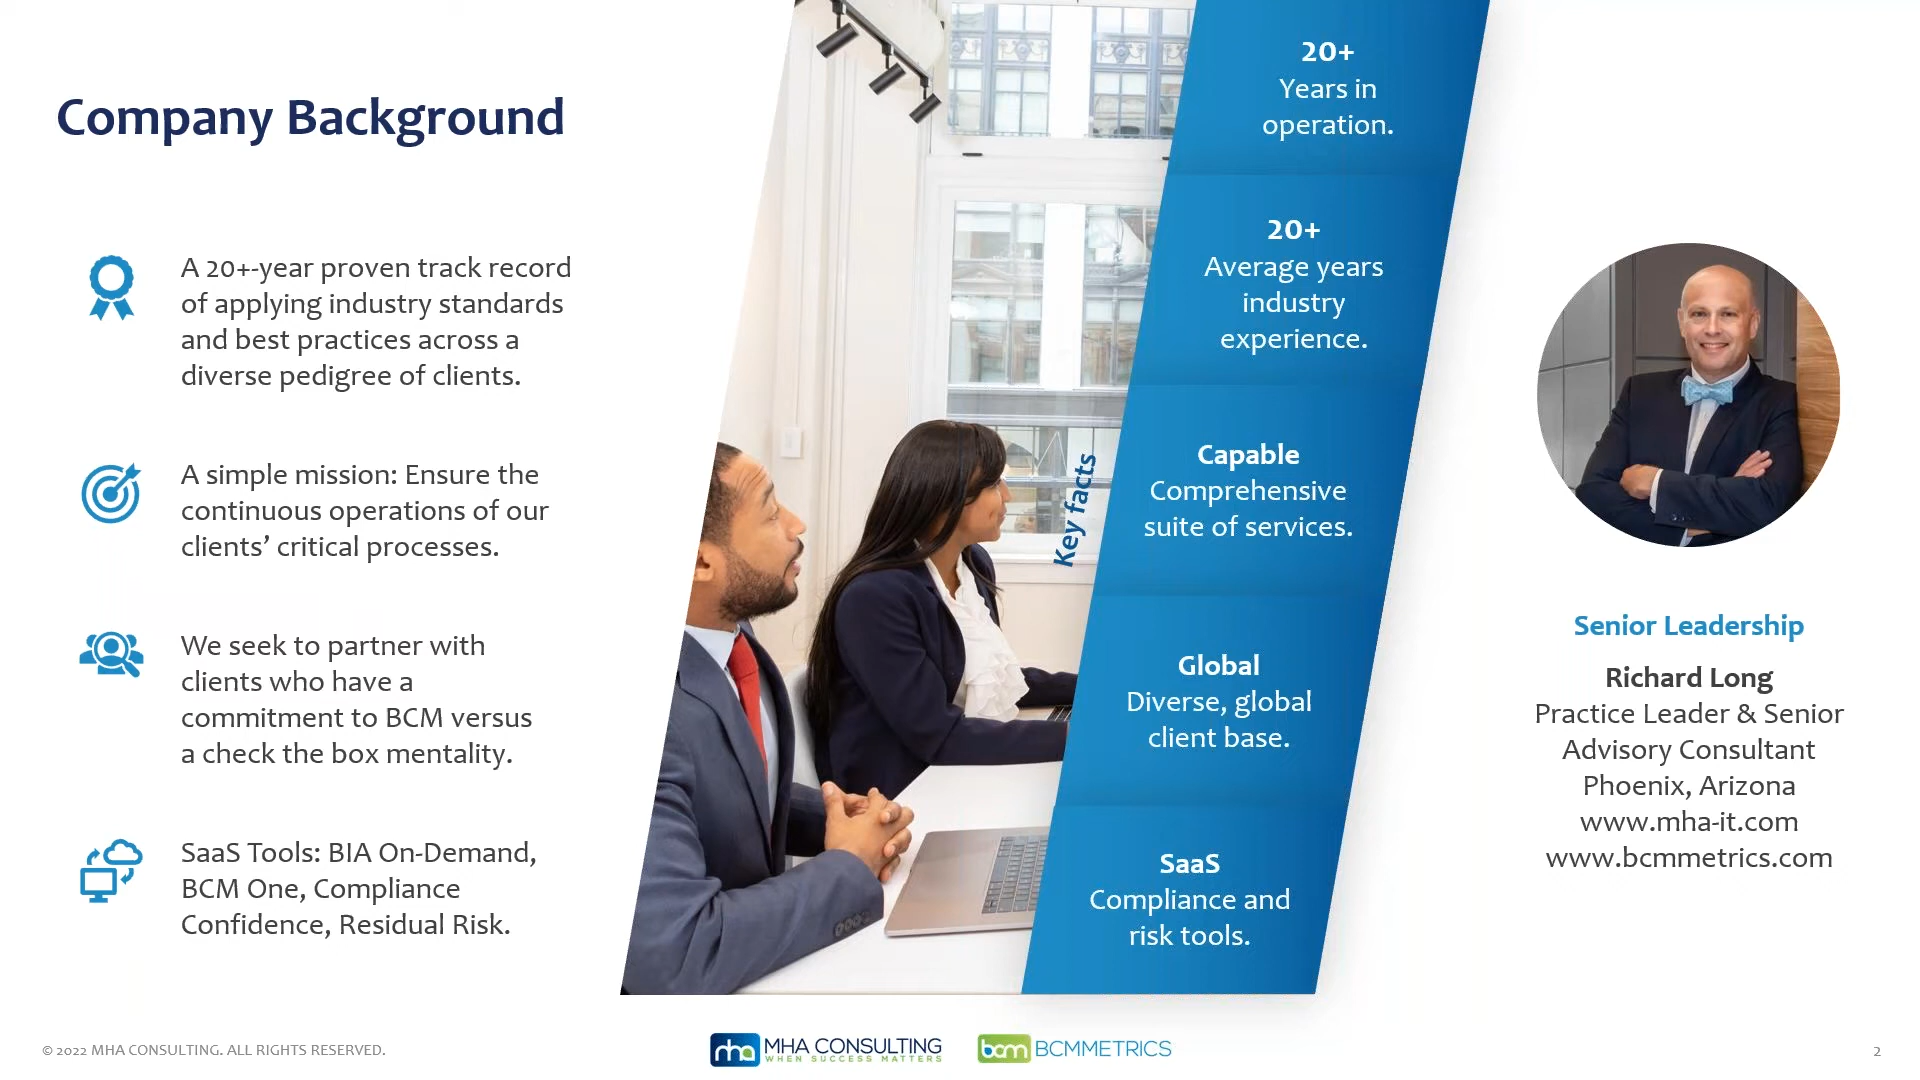 Company Background
A 20+-year proven track record
of applying industry standards
and best practices across a
diverse pedigree of clients.
A simple mission: Ensure the
continuous operations of our
clients’ critical processes.
We seek to partner with
clients who have a
commitment to BCM versus
a check the box mentality.
SaaS Tools: BIA On-Demand,
BCM One, Compliance
Confidence, Residual Risk.
Key facts
20+
Years in
operation.
20+
Average years
industry
experience.
Capable
Comprehensive
suite of services.
Global
Diverse, global
client base.
SaaS
Compliance and
risk tools.
Senior Leadership
Richard Long
Practice Leader & Senior
Advisory Consultant
Phoenix, Arizona
www.mha-it.com
www.bcmmetrics.com
© 2022 MHA CONSULTING. ALL RIGHTS RESERVED.
mha MHA CONSULTING
WHEN SUCCESS MATTERS
bcm BCMMETRICS
2